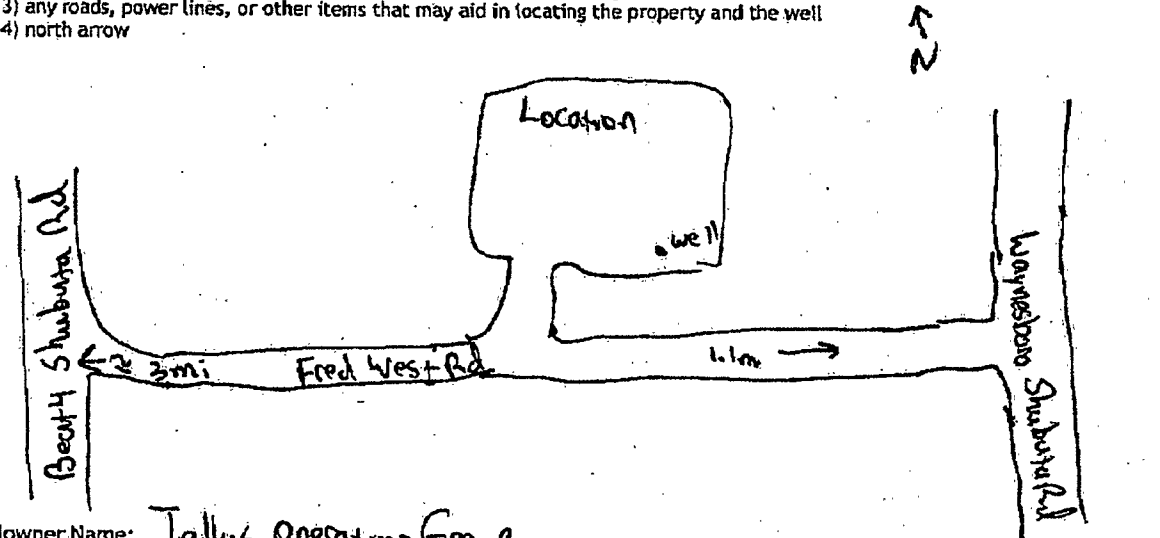 3) any roads, power lines, or other items that may aid in locating the property and the well
4) north arrow
N
Location
.well
Beat 4 Shubuta Rd
← ≈ 3mi
Fred West Rd
1.1m →
Waynesboro Shubuta Rd
lowner Name: